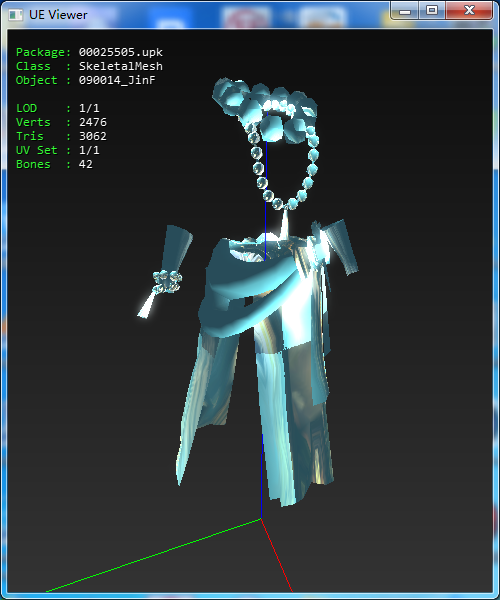 UE Viewer
Package: 00025505.upk
Class  : SkeletalMesh
Object : 090014_JinF
LOD    : 1/1
Verts  : 2476
Tris   : 3062
UV Set : 1/1
Bones  : 42